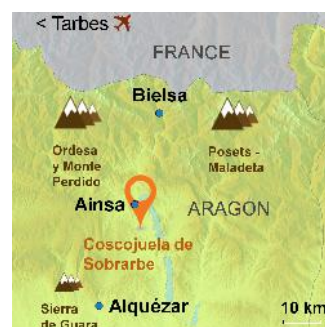 < Tarbes
FRANCE
Bielsa
Ordesa
y Monte
Perdido
Posets -
Maladeta
Ainsa
ARAGON
Coscojuela de
Sobrarbe
Sierra
de Guara
Alquézar
10 km